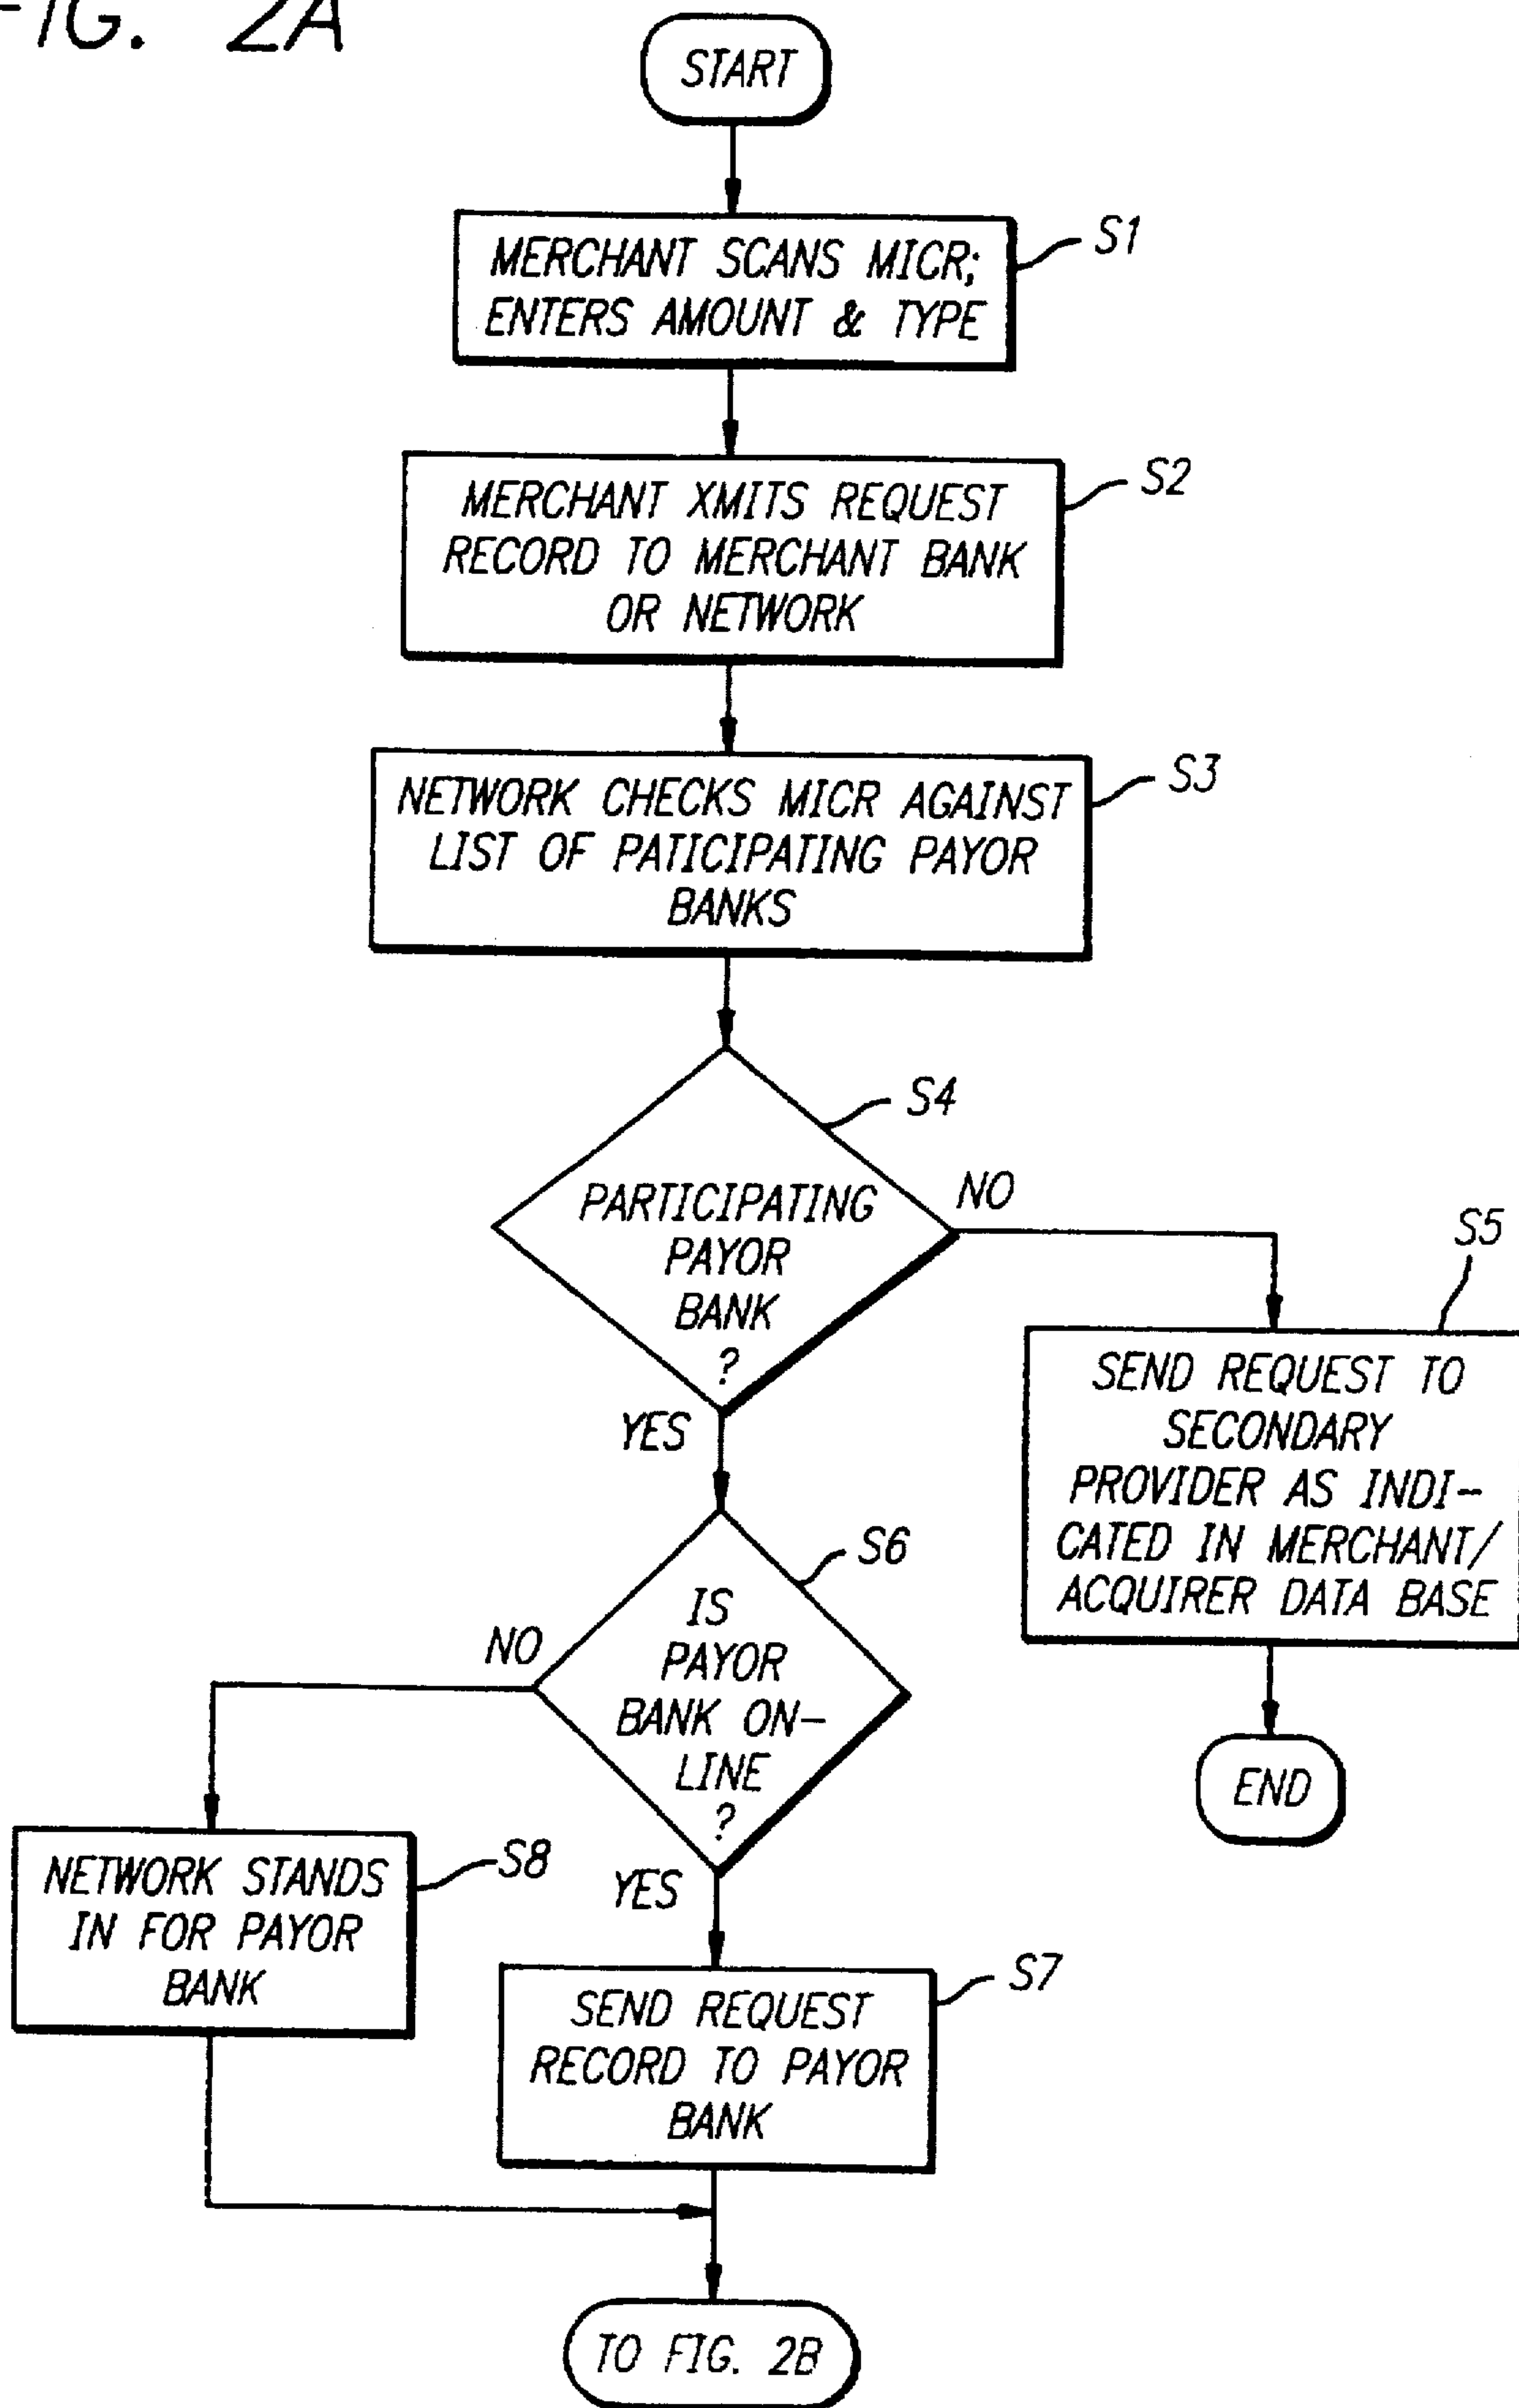 FIG. 2A
START
MERCHANT SCANS MICR;
ENTERS AMOUNT & TYPE
S1
MERCHANT XMITS REQUEST
RECORD TO MERCHANT BANK
OR NETWORK
S2
NETWORK CHECKS MICR AGAINST
LIST OF PATICIPATING PAYOR
BANKS
S3
S4
PARTICIPATING
PAYOR
BANK
?
NO
YES
S5
SEND REQUEST TO
SECONDARY
PROVIDER AS INDI-
CATED IN MERCHANT/
ACQUIRER DATA BASE
END
S6
IS
PAYOR
BANK ON-
LINE
?
NO
YES
NETWORK STANDS
IN FOR PAYOR
BANK
S8
SEND REQUEST
RECORD TO PAYOR
BANK
S7
TO FIG. 2B